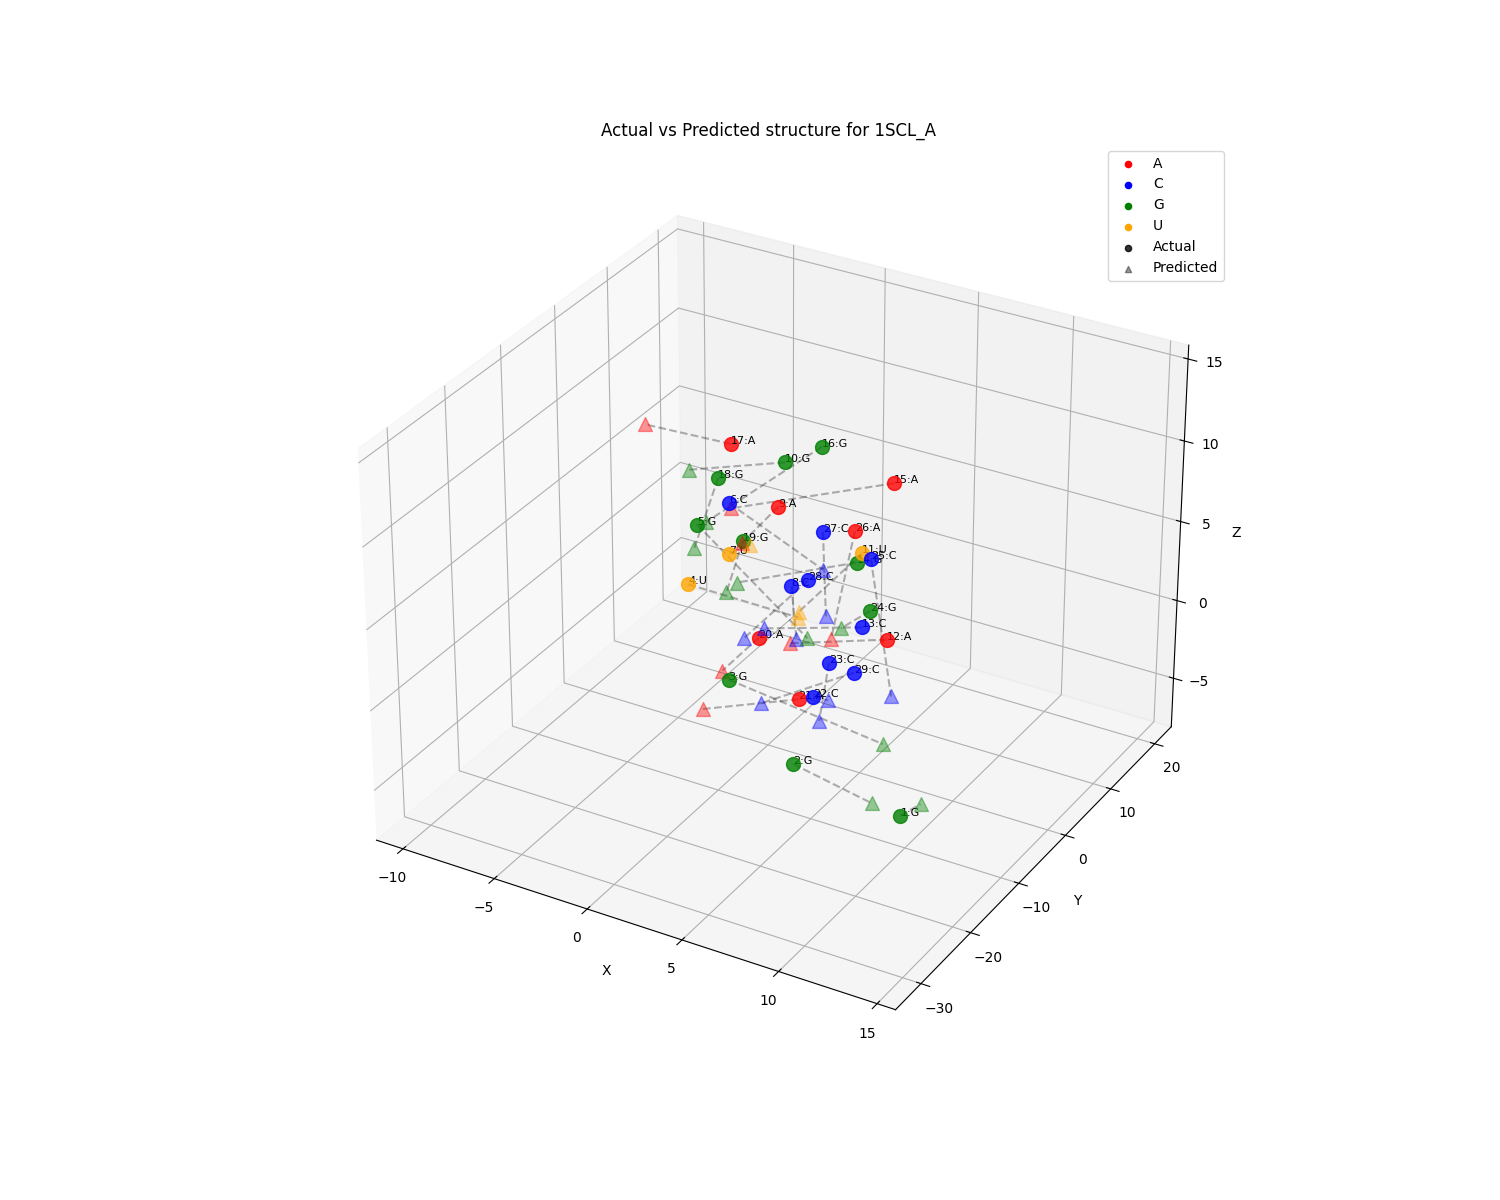 Actual vs Predicted structure for 1SCL_A
A
C
G
U
Actual
Predicted
17:A
16:G
10:G
18:G
15:A
6:C
9:A
5:G
27:C
26:A
19:G
11:U
25:C
4:U
28:C
24:G
13:C
20:A
12:A
23:C
29:C
3:G
22:C
2:G
1:G
15
10
5
0
−5
Z
20
10
0
−10
−20
−30
Y
−10
−5
0
5
10
15
X